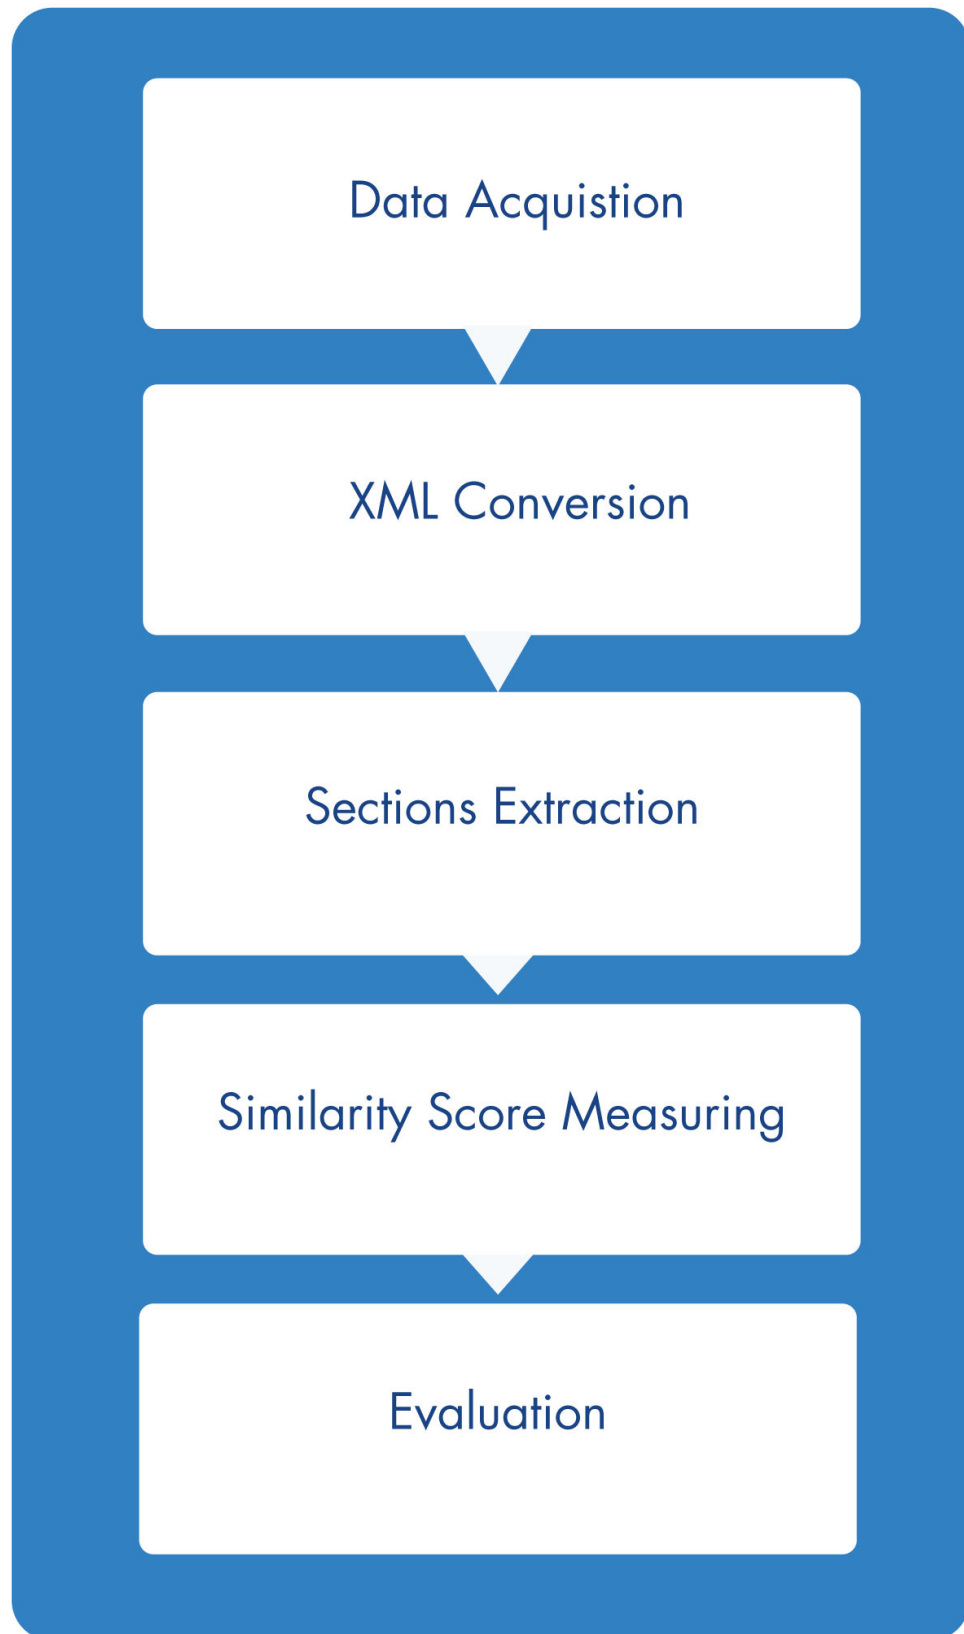 Data Acquistion
XML Conversion
Sections Extraction
Similarity Score Measuring
Evaluation